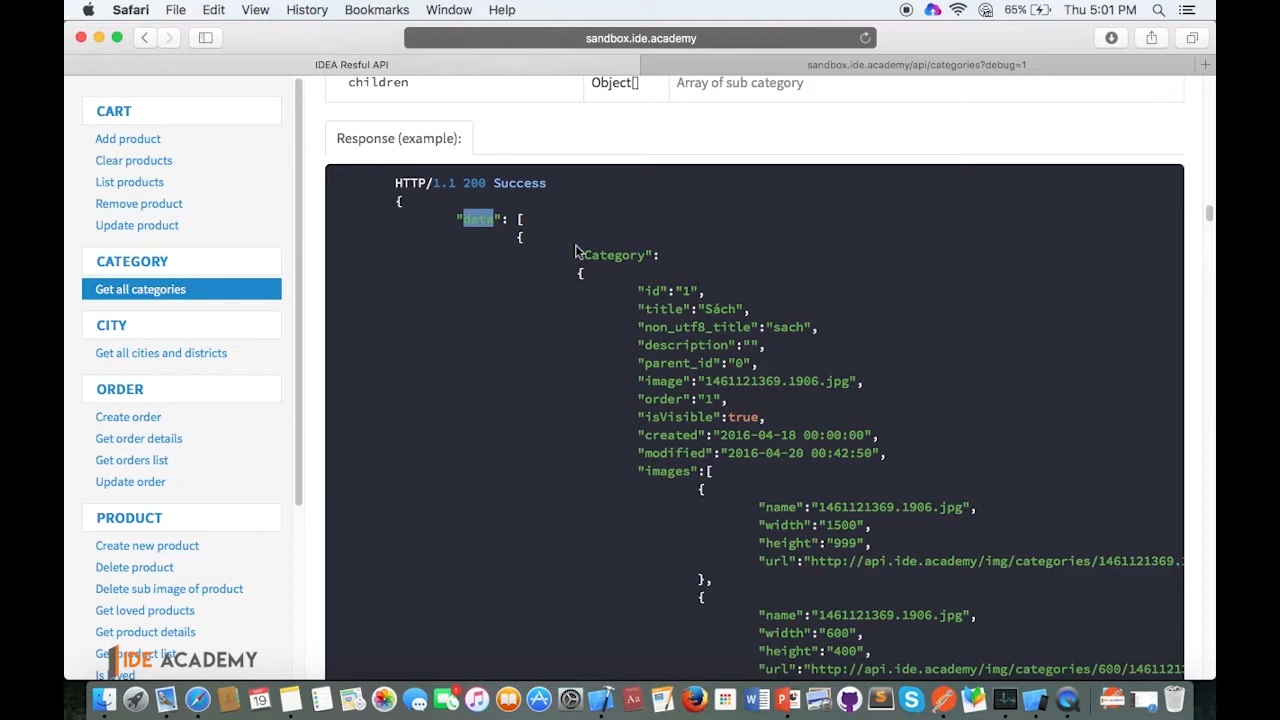 Safari File Edit View History Bookmarks Window Help 65% Thu 5:01 PM
sandbox.ide.academy
IDEA Resful API
sandbox.ide.academy/api/categories?debug=1
children Object[] Array of sub category
CART
Add product
Clear products
List products
Remove product
Update product
CATEGORY
Get all categories
CITY
Get all cities and districts
ORDER
Create order
Get order details
Get orders list
Update order
PRODUCT
Create new product
Delete product
Delete sub image of product
Get loved products
Get product details
Get product list
Is loved
IDE ACADEMY
Response (example):
HTTP/1.1 200 Success
{
"data": [
{
"Category":
{
"id":"1",
"title":"Sách",
"non_utf8_title":"sach",
"description":"",
"parent_id":"0",
"image":"1461121369.1906.jpg",
"order":"1",
"isVisible":true,
"created":"2016-04-18 00:00:00",
"modified":"2016-04-20 00:42:50",
"images":[
{
"name":"1461121369.1906.jpg",
"width":"1500",
"height":"999",
"url":"http://api.ide.academy/img/categories/1461121369.
},
{
"name":"1461121369.1906.jpg",
"width":"600",
"height":"400",
"url":"http://api.ide.academy/img/categories/600/146112